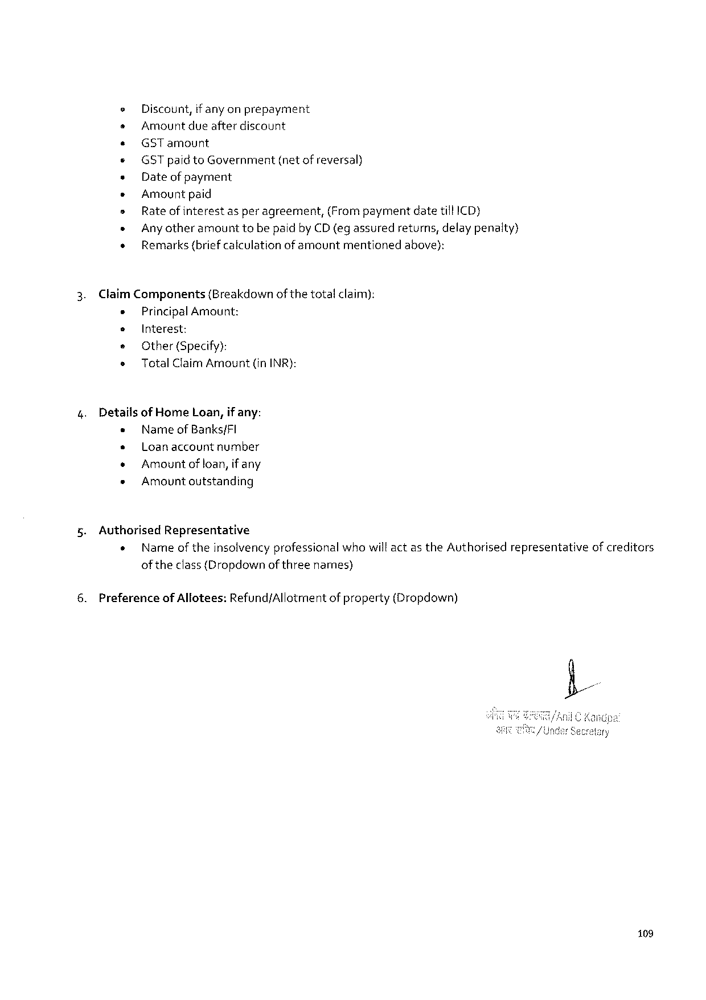 • Discount, if any on prepayment
• Amount due after discount
• GST amount
• GST paid to Government (net of reversal)
• Date of payment
• Amount paid
• Rate of interest as per agreement, (From payment date till ICD)
• Any other amount to be paid by CD (eg assured returns, delay penalty)
• Remarks (brief calculation of amount mentioned above):
3. Claim Components (Breakdown of the total claim):
• Principal Amount:
• Interest:
• Other (Specify):
• Total Claim Amount (in INR):
4. Details of Home Loan, if any:
• Name of Banks/FI
• Loan account number
• Amount of loan, if any
• Amount outstanding
5. Authorised Representative
• Name of the insolvency professional who will act as the Authorised representative of creditors
of the class (Dropdown of three names)
6. Preference of Allotees: Refund/Allotment of property (Dropdown)
/Anil C Kandpal
/Under Secretary
109